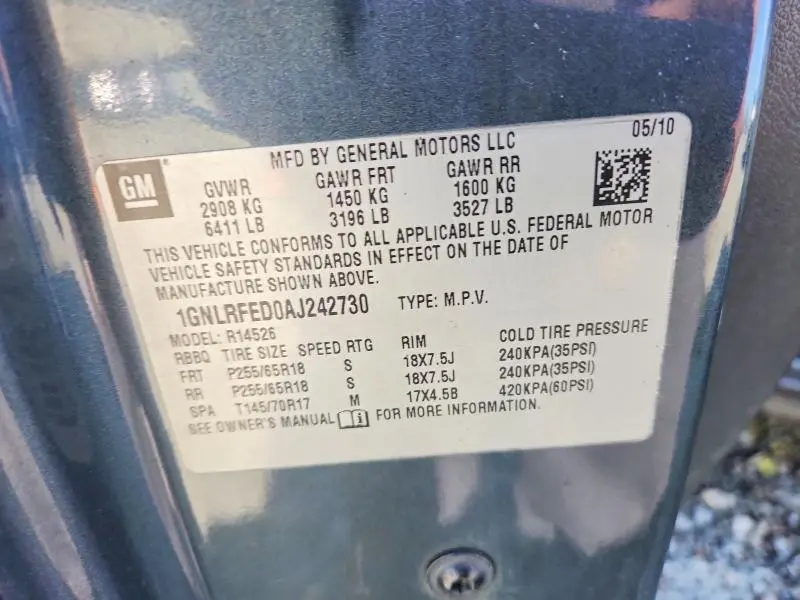 05/10
MFD BY GENERAL MOTORS LLC
GM
GVWR GAWR FRT GAWR RR
2908 KG 1450 KG 1600 KG
6411 LB 3196 LB 3527 LB
THIS VEHICLE CONFORMS TO ALL APPLICABLE U.S. FEDERAL MOTOR
VEHICLE SAFETY STANDARDS IN EFFECT ON THE DATE OF
MANUFACTURE SHOWN ABOVE.
1GNLRFED0AJ242730 TYPE: M.P.V.
MODEL: R14526
RBBQ TIRE SIZE SPEED RTG RIM COLD TIRE PRESSURE
FRT P255/65R18 S 18X7.5J 240KPA(35PSI)
RR P255/65R18 S 18X7.5J 240KPA(35PSI)
SPA T145/70R17 M 17X4.5B 420KPA(60PSI)
SEE OWNER'S MANUAL i FOR MORE INFORMATION.